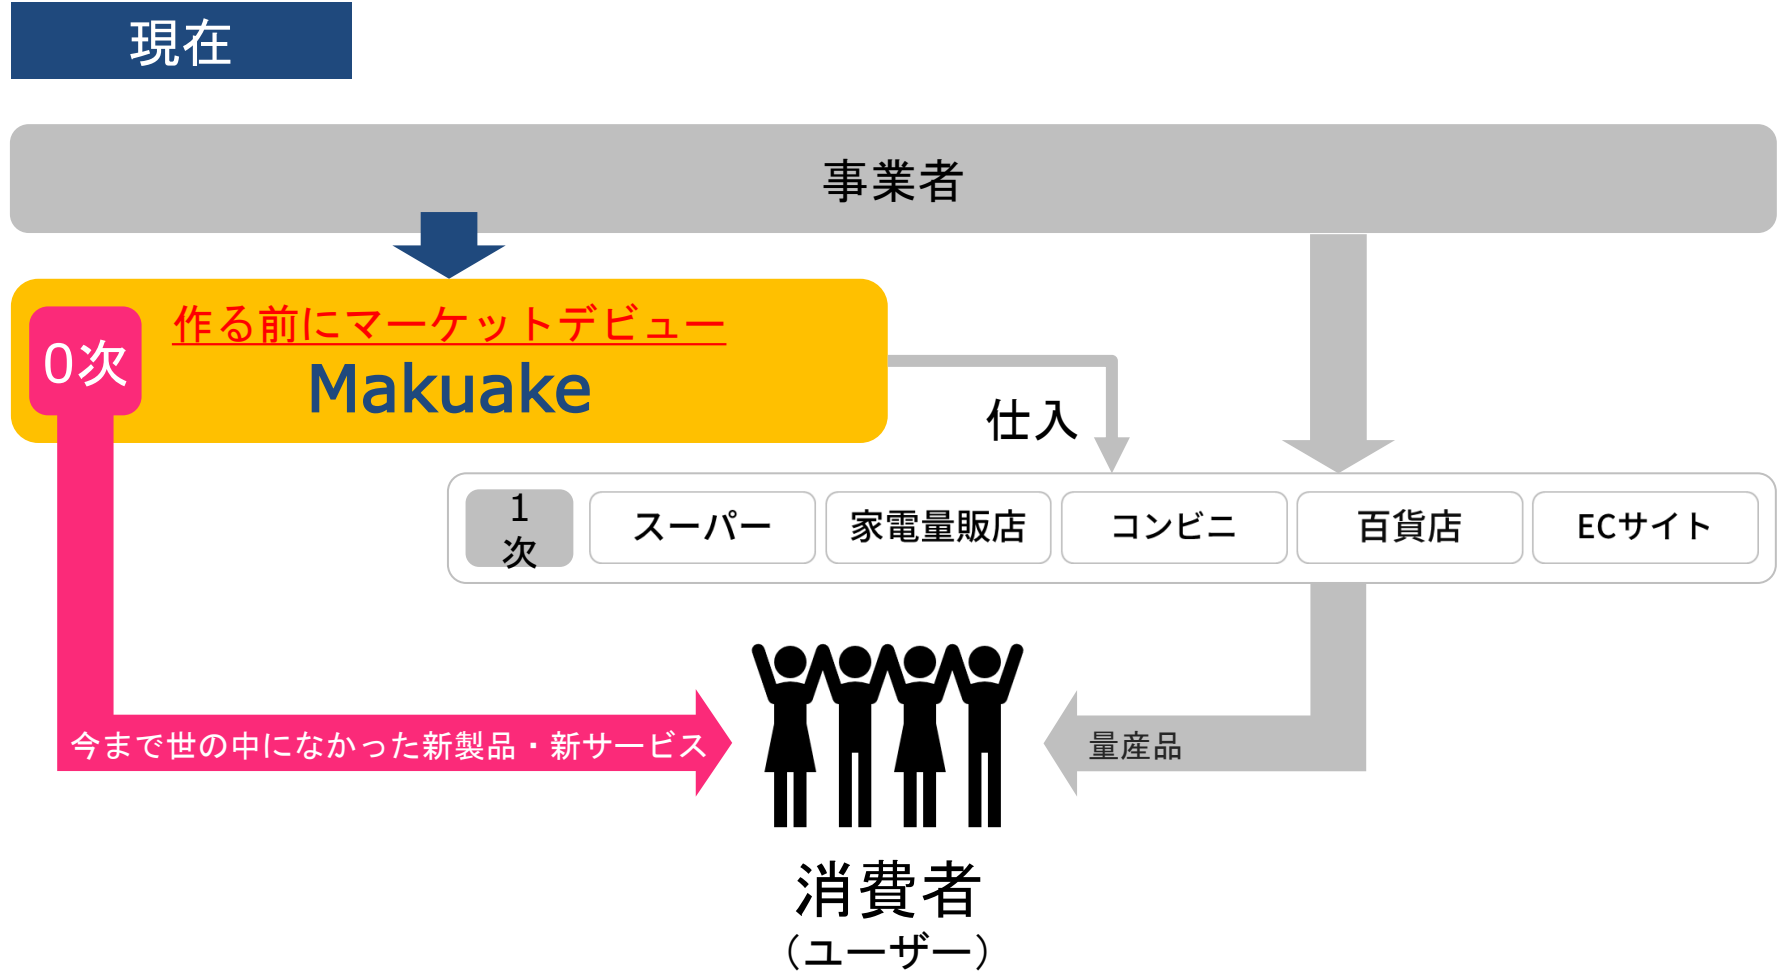 現在
事業者
0次
作る前にマーケットデビュー
Makuake
仕入
1
次
スーパー
家電量販店
コンビニ
百貨店
ECサイト
今まで世の中になかった新製品・新サービス
量産品
消費者
（ユーザー）